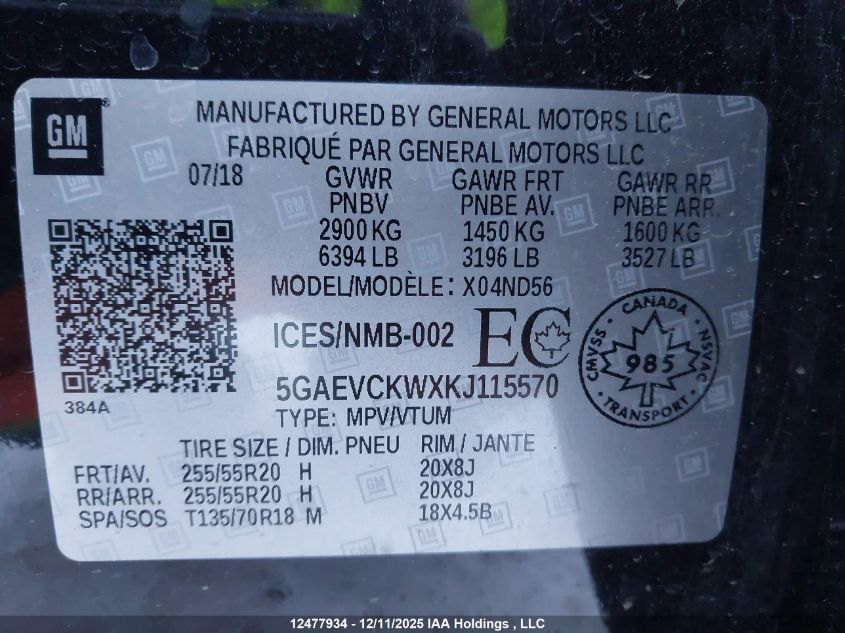 GM
MANUFACTURED BY GENERAL MOTORS LLC
FABRIQUÉ PAR GENERAL MOTORS LLC
07/18 GVWR GAWR FRT GAWR RR
PNBV PNBE AV. PNBE ARR.
2900 KG 1450 KG 1600 KG
6394 LB 3196 LB 3527 LB
MODEL/MODÈLE: X04ND56
ICES/NMB-002 EC
CANADA
CMVSS 985 NSVAC
TRANSPORT
5GAEVCKWXKJ115570
384A
TYPE: MPV/VTUM
TIRE SIZE / DIM. PNEU RIM / JANTE
FRT/AV. 255/55R20 H 20X8J
RR/ARR. 255/55R20 H 20X8J
SPA/SOS T135/70R18 M 18X4.5B
12477934 - 12/11/2025 IAA Holdings , LLC